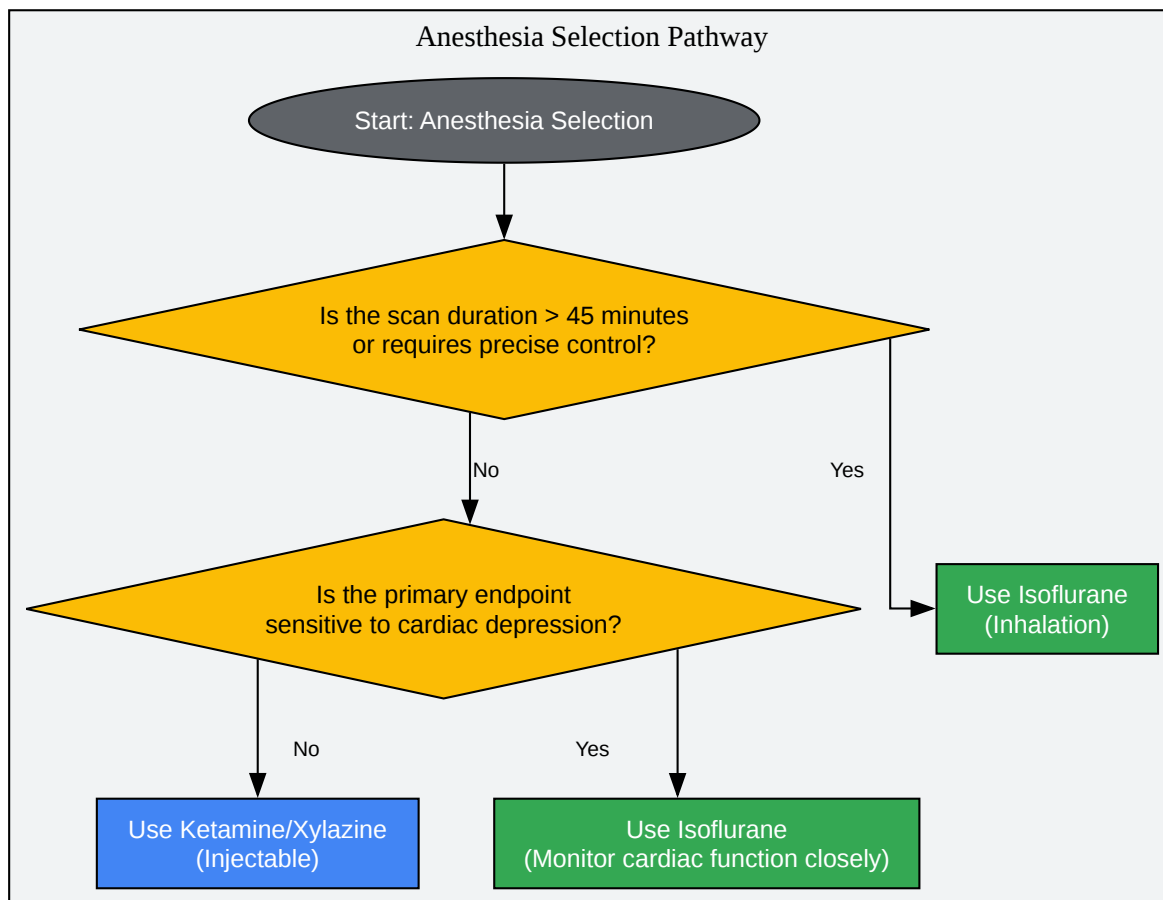 Anesthesia Selection Pathway
Start: Anesthesia Selection
Is the scan duration > 45 minutes
or requires precise control?
No
Yes
Is the primary endpoint
sensitive to cardiac depression?
Use Isoflurane
(Inhalation)
No
Yes
Use Ketamine/Xylazine
(Injectable)
Use Isoflurane
(Monitor cardiac function closely)